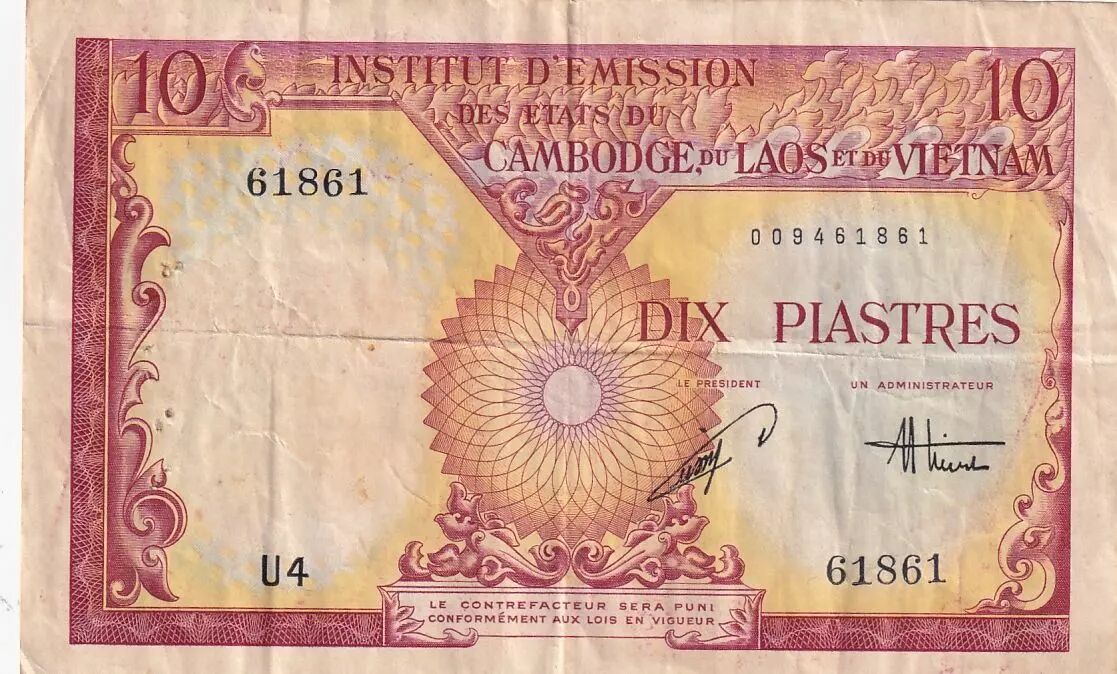 10 INSTITUT D'EMISSION 10
DES ETATS DU
CAMBODGE, DU LAOS ET DU VIETNAM
61861
009461861
DIX PIASTRES
LE PRESIDENT UN ADMINISTRATEUR
U4 61861
LE CONTREFACTEUR SERA PUNI
CONFORMÉMENT AUX LOIS EN VIGUEUR